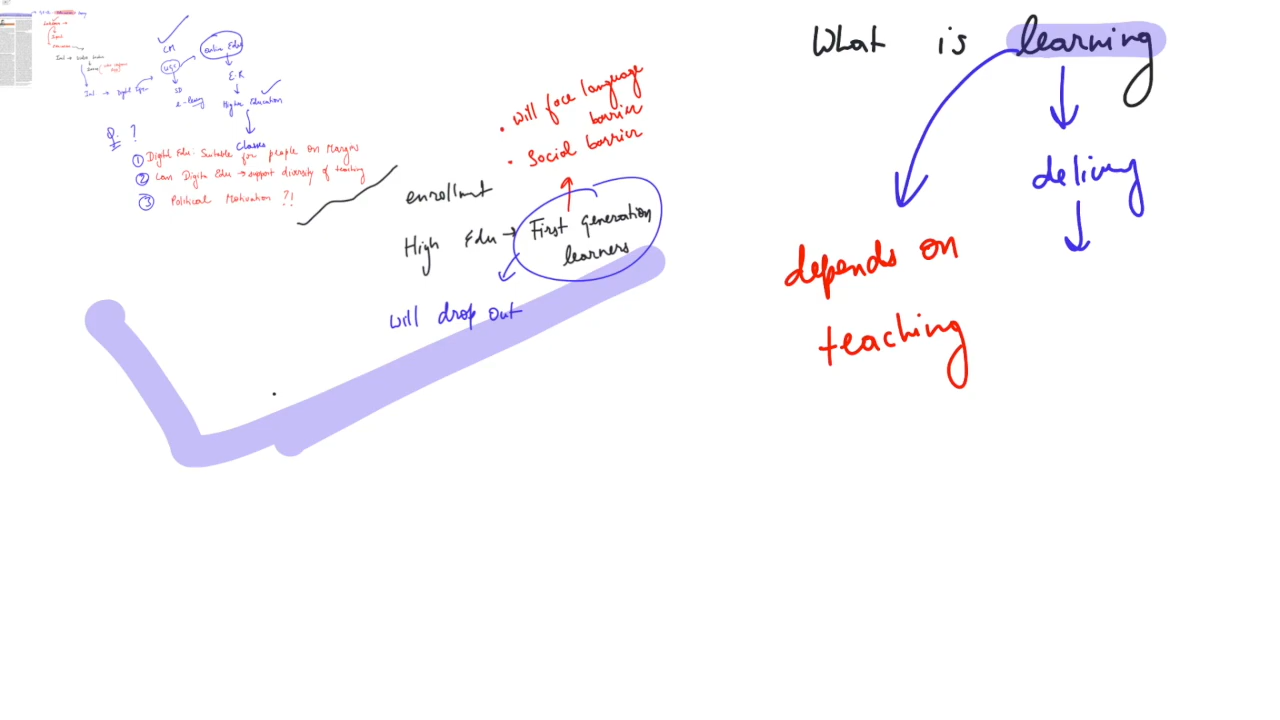 CM
UGC
Online Edu
E.R
SD
e-learning
Higher Education
Classes
Q. ?
① Digital Edu: Suitable for people on Margins
② Can Digital Edu → support diversity of teaching
③ Political Motivation ?!
• Will face language
barrier
• Social barrier
enrollment
High Edu → First generation
learners
will drop out
What is learning
delivery
depends on
teaching